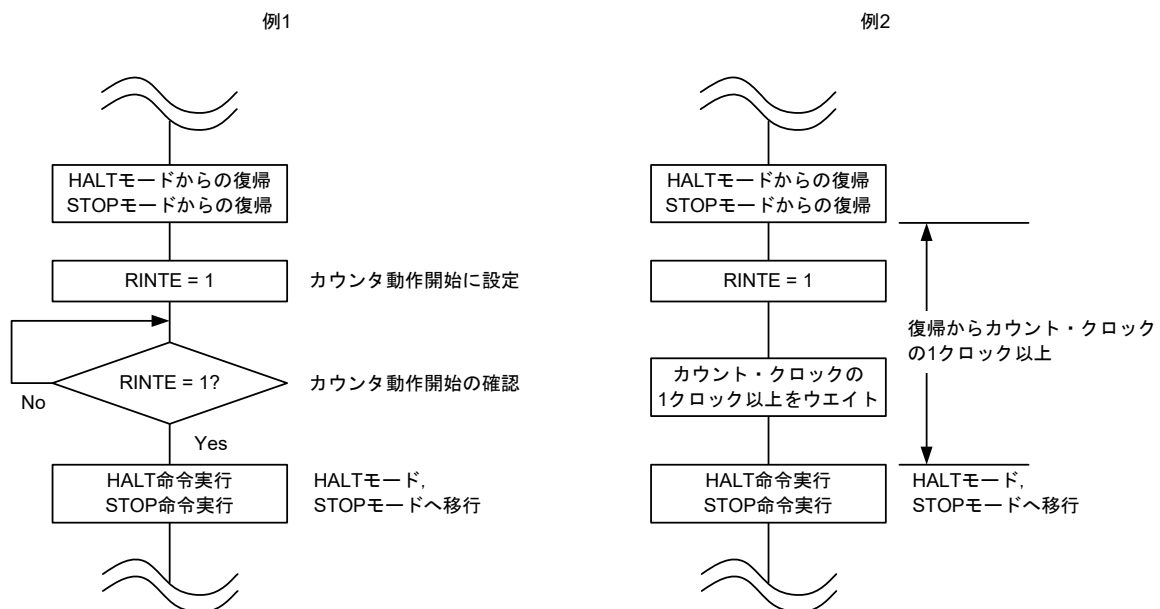 例1
HALTモードからの復帰
STOPモードからの復帰
RINTE = 1
カウンタ動作開始に設定
RINTE = 1?
カウンタ動作開始の確認
No
Yes
HALT命令実行
STOP命令実行
HALTモード,
STOPモードへ移行
例2
HALTモードからの復帰
STOPモードからの復帰
RINTE = 1
復帰からカウント・クロック
の1クロック以上
カウント・クロックの
1クロック以上をウエイト
HALT命令実行
STOP命令実行
HALTモード,
STOPモードへ移行